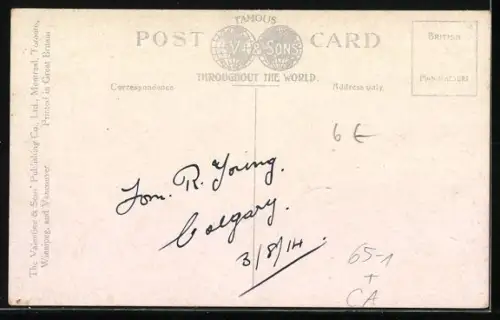 FAMOUS
POST V & SONS CARD
THROUGHOUT THE WORLD.
BRITISH
MANUFACTURE
Correspondence
Address only.
The Valentine & Sons' Publishing Co., Ltd., Montreal, Toronto,
Winnipeg, and Vancouver.
Printed in Great Britain
6 €
Tom. R. Young.
Calgary.
3/8/14.
65-1
+
CA